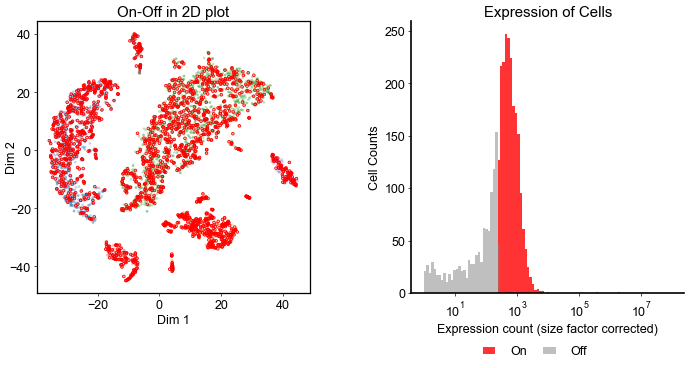 On-Off in 2D plot
40
20
0
−20
−40
Dim 2
−20
0
20
40
Dim 1
Expression of Cells
250
200
150
100
50
0
Cell Counts
10^1
10^3
10^5
10^7
Expression count (size factor corrected)
On
Off